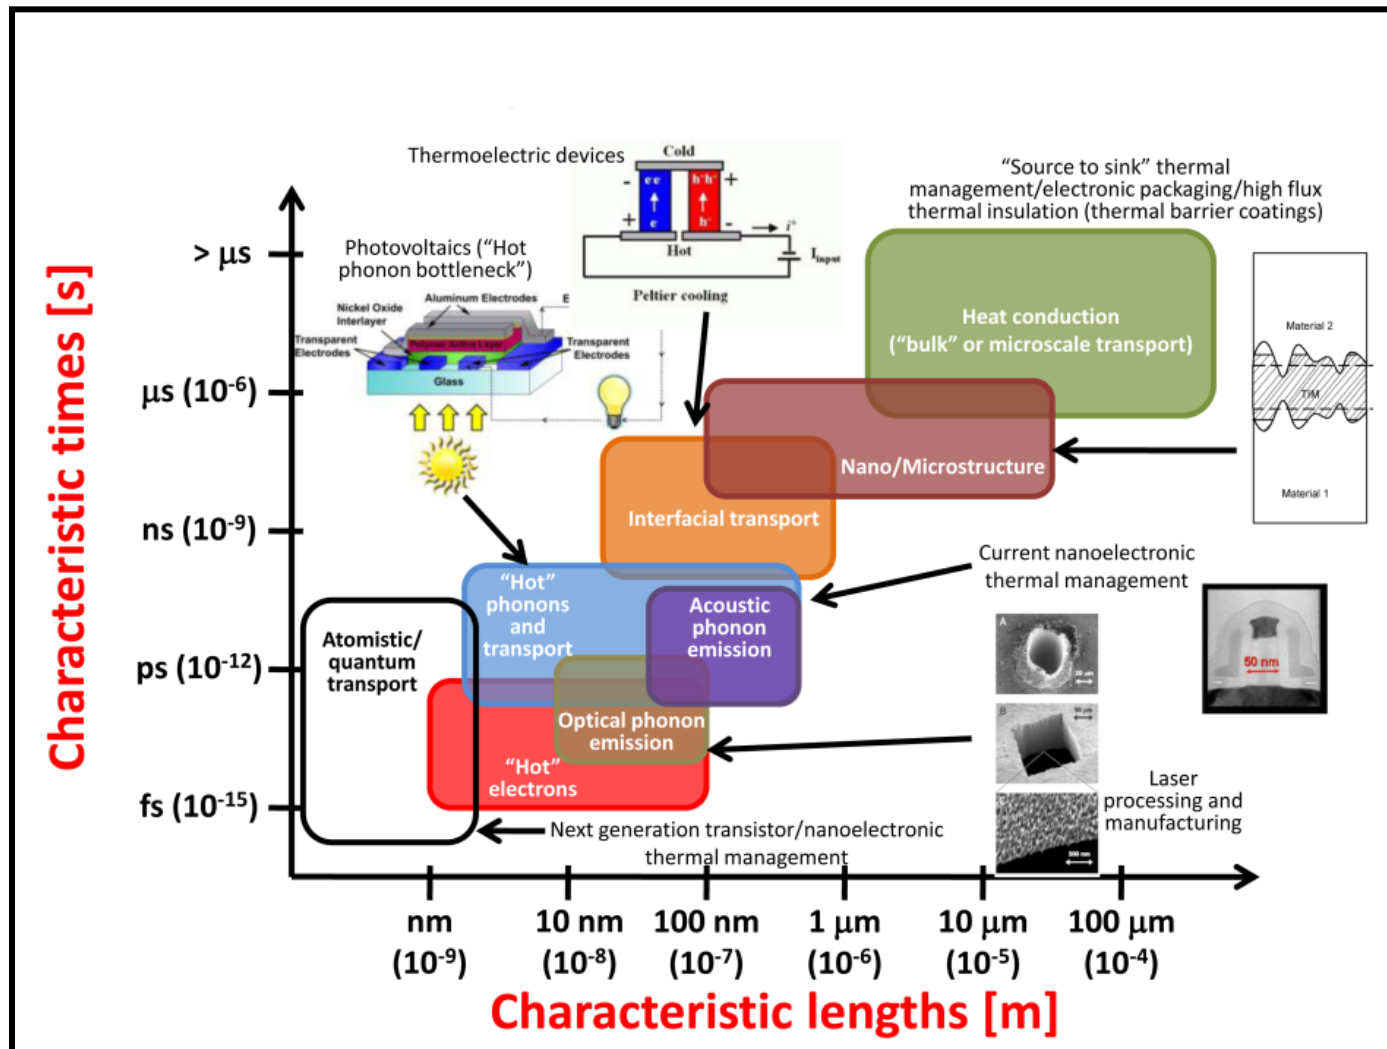 Thermoelectric devices
Cold
e⁻e⁻
h⁺h⁺
-
+
e⁻
h⁺
+
-
i⁺
Hot
I input
Peltier cooling
"Source to sink" thermal
management/electronic packaging/high flux
thermal insulation (thermal barrier coatings)
Photovoltaics ("Hot
phonon bottleneck")
Aluminum Electrodes
E
Nickel Oxide
Interlayer
Transparent
Electrodes
Polymer Active Layer
Transparent
Electrodes
Glass
Characteristic times [s]
> μs
μs (10⁻⁶)
ns (10⁻⁹)
ps (10⁻¹²)
fs (10⁻¹⁵)
Heat conduction
("bulk" or microscale transport)
Material 2
TIM
Material 1
Nano/Microstructure
Interfacial transport
Current nanoelectronic
thermal management
"Hot"
phonons
and
transport
Acoustic
phonon
emission
Atomistic/
quantum
transport
Optical phonon
emission
"Hot"
electrons
A
20 μm
B
50 nm
500 nm
Laser
processing and
manufacturing
Next generation transistor/nanoelectronic
thermal management
nm
(10⁻⁹)
10 nm
(10⁻⁸)
100 nm
(10⁻⁷)
1 μm
(10⁻⁶)
10 μm
(10⁻⁵)
100 μm
(10⁻⁴)
Characteristic lengths [m]